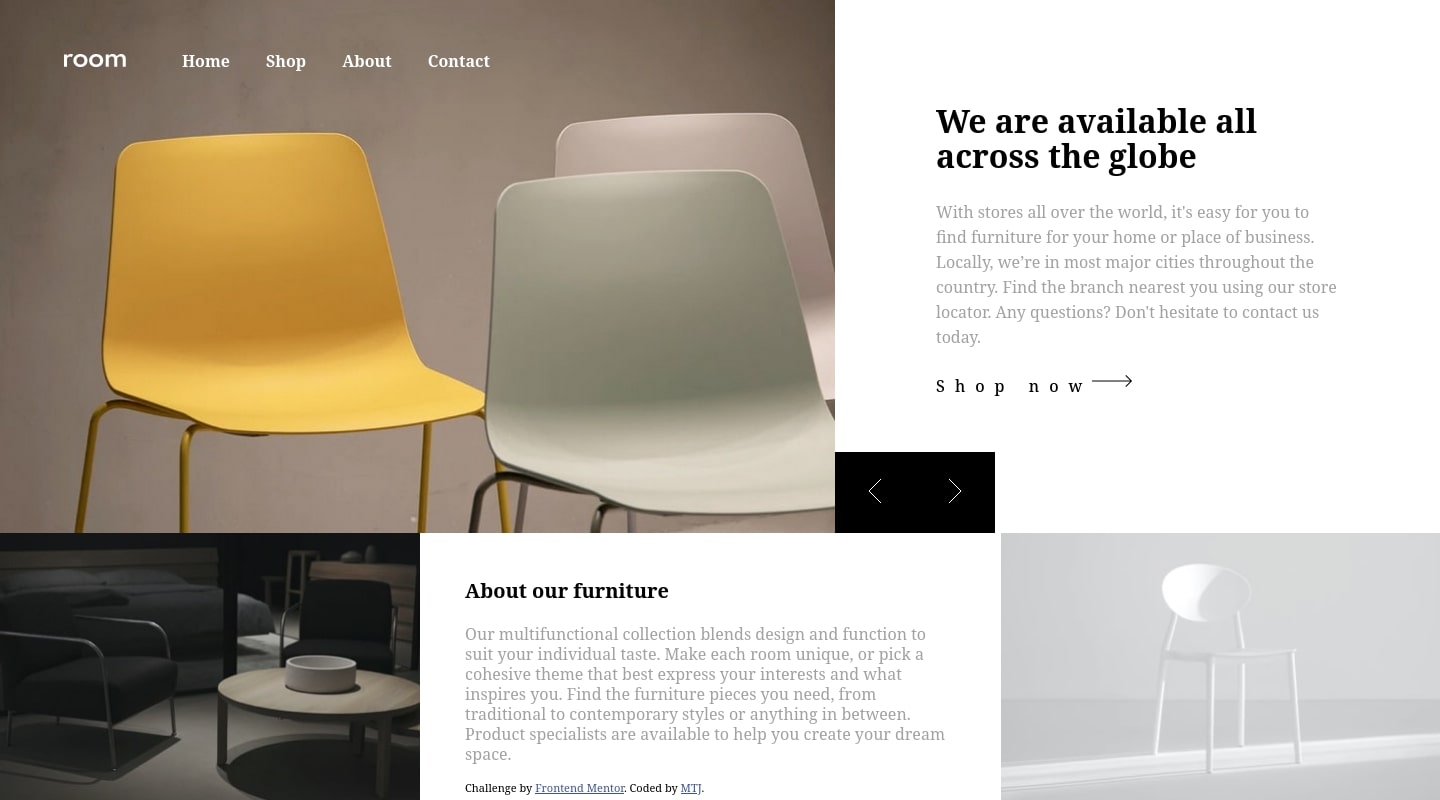 room
Home
Shop
About
Contact
We are available all
across the globe
With stores all over the world, it's easy for you to
find furniture for your home or place of business.
Locally, we’re in most major cities throughout the
country. Find the branch nearest you using our store
locator. Any questions? Don't hesitate to contact us
today.
Shop now
About our furniture
Our multifunctional collection blends design and function to
suit your individual taste. Make each room unique, or pick a
cohesive theme that best express your interests and what
inspires you. Find the furniture pieces you need, from
traditional to contemporary styles or anything in between.
Product specialists are available to help you create your dream
space.
Challenge by Frontend Mentor. Coded by MTJ.